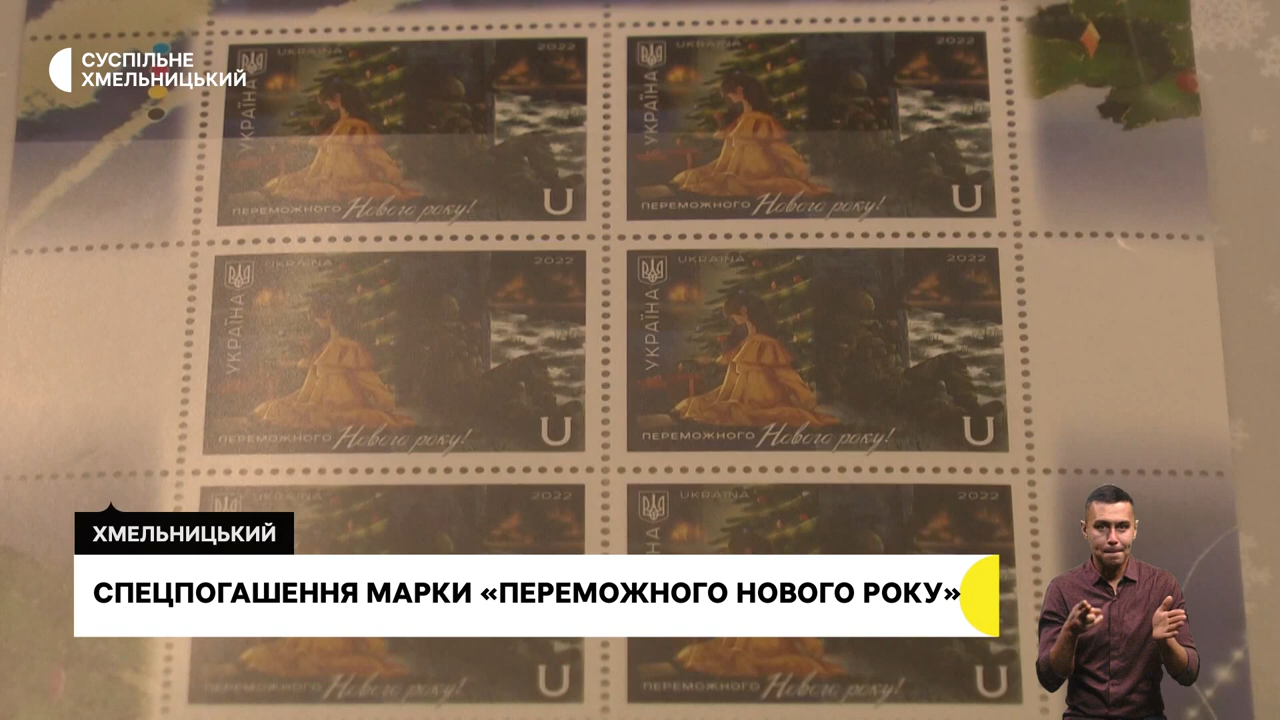 СУСПІЛЬНЕ
ХМЕЛЬНИЦЬКИЙ
UKRAINA 2022
УКРАЇНА
ПЕРЕМОЖНОГО Нового року! U
UKRAINA 2022
УКРАЇНА
ПЕРЕМОЖНОГО Нового року! U
UKRAINA 2022
УКРАЇНА
ПЕРЕМОЖНОГО Нового року! U
UKRAINA 2022
УКРАЇНА
ПЕРЕМОЖНОГО Нового року! U
UKRAINA 2022
UKRAINA 2022
ХМЕЛЬНИЦЬКИЙ
СПЕЦПОГАШЕННЯ МАРКИ «ПЕРЕМОЖНОГО НОВОГО РОКУ»
ПЕРЕМОЖНОГО Нового року! U
ПЕРЕМОЖНОГО Нового року! U